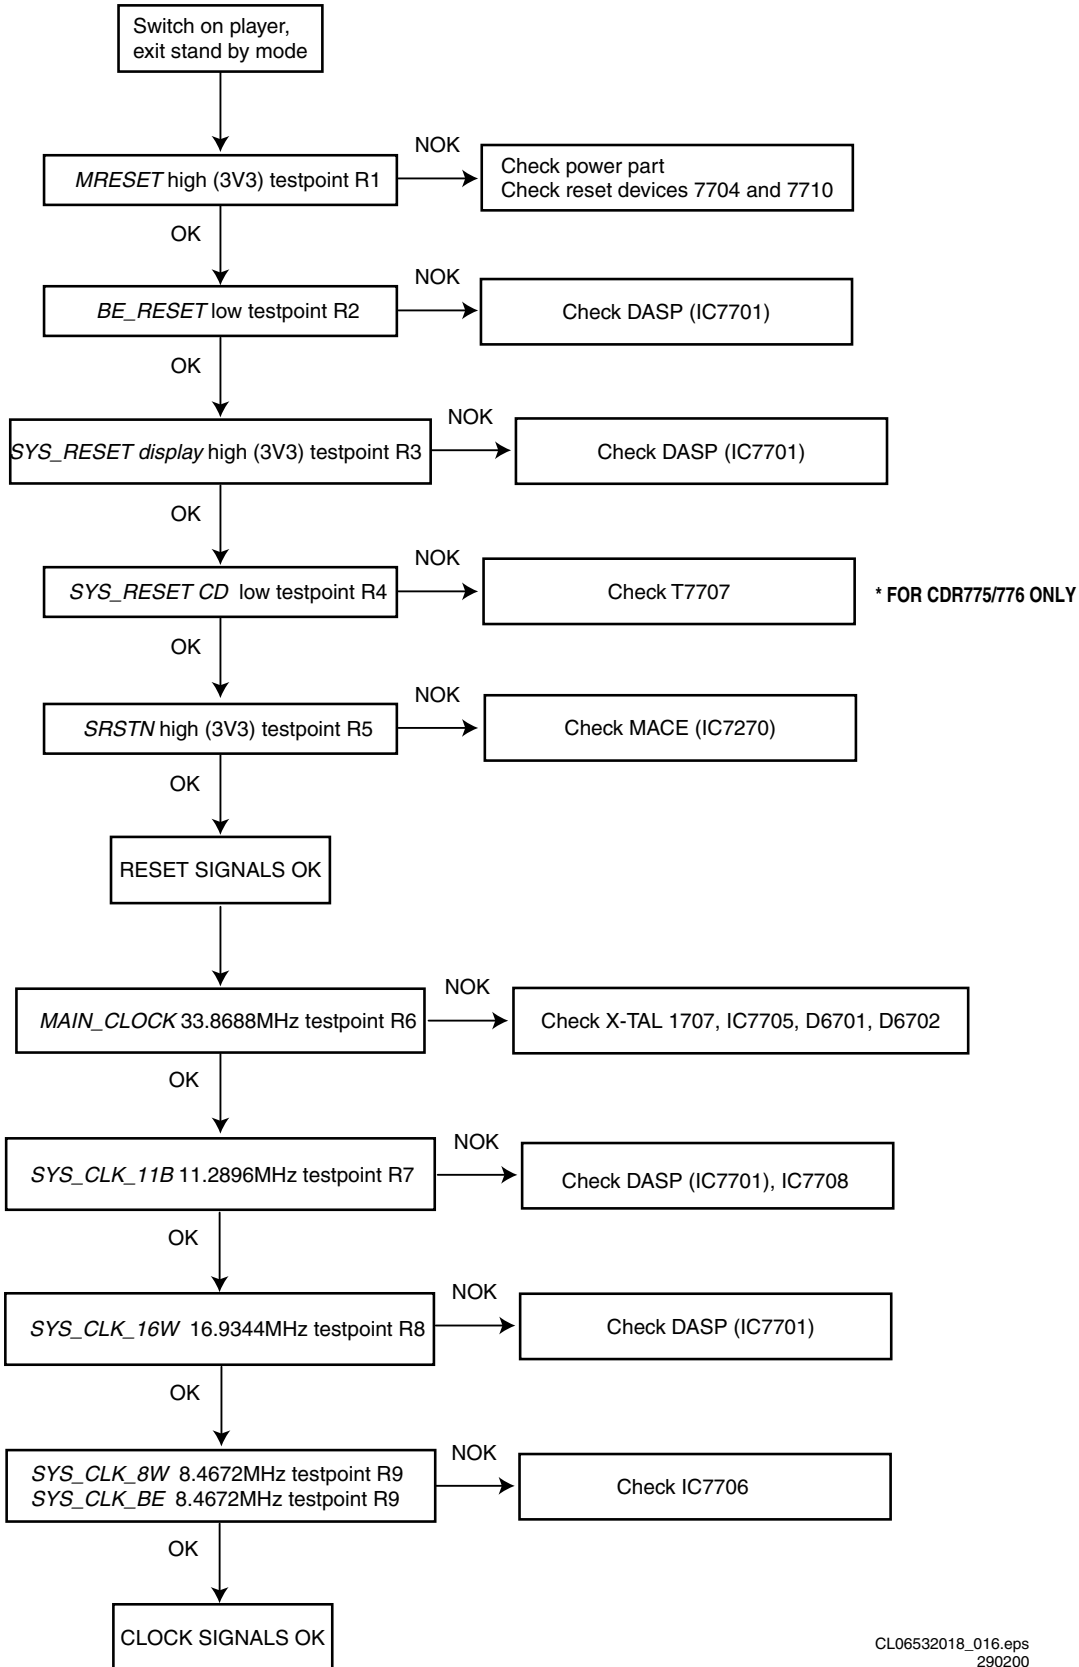 Switch on player,
exit stand by mode
NOK
MRESET high (3V3) testpoint R1
Check power part
Check reset devices 7704 and 7710
OK
NOK
BE_RESET low testpoint R2
Check DASP (IC7701)
OK
NOK
SYS_RESET display high (3V3) testpoint R3
Check DASP (IC7701)
OK
NOK
SYS_RESET CD low testpoint R4
Check T7707
* FOR CDR775/776 ONLY
OK
NOK
SRSTN high (3V3) testpoint R5
Check MACE (IC7270)
OK
RESET SIGNALS OK
NOK
MAIN_CLOCK 33.8688MHz testpoint R6
Check X-TAL 1707, IC7705, D6701, D6702
OK
NOK
SYS_CLK_11B 11.2896MHz testpoint R7
Check DASP (IC7701), IC7708
OK
NOK
SYS_CLK_16W 16.9344MHz testpoint R8
Check DASP (IC7701)
OK
NOK
SYS_CLK_8W 8.4672MHz testpoint R9
SYS_CLK_BE 8.4672MHz testpoint R9
Check IC7706
OK
CLOCK SIGNALS OK
CL06532018_016.eps
290200